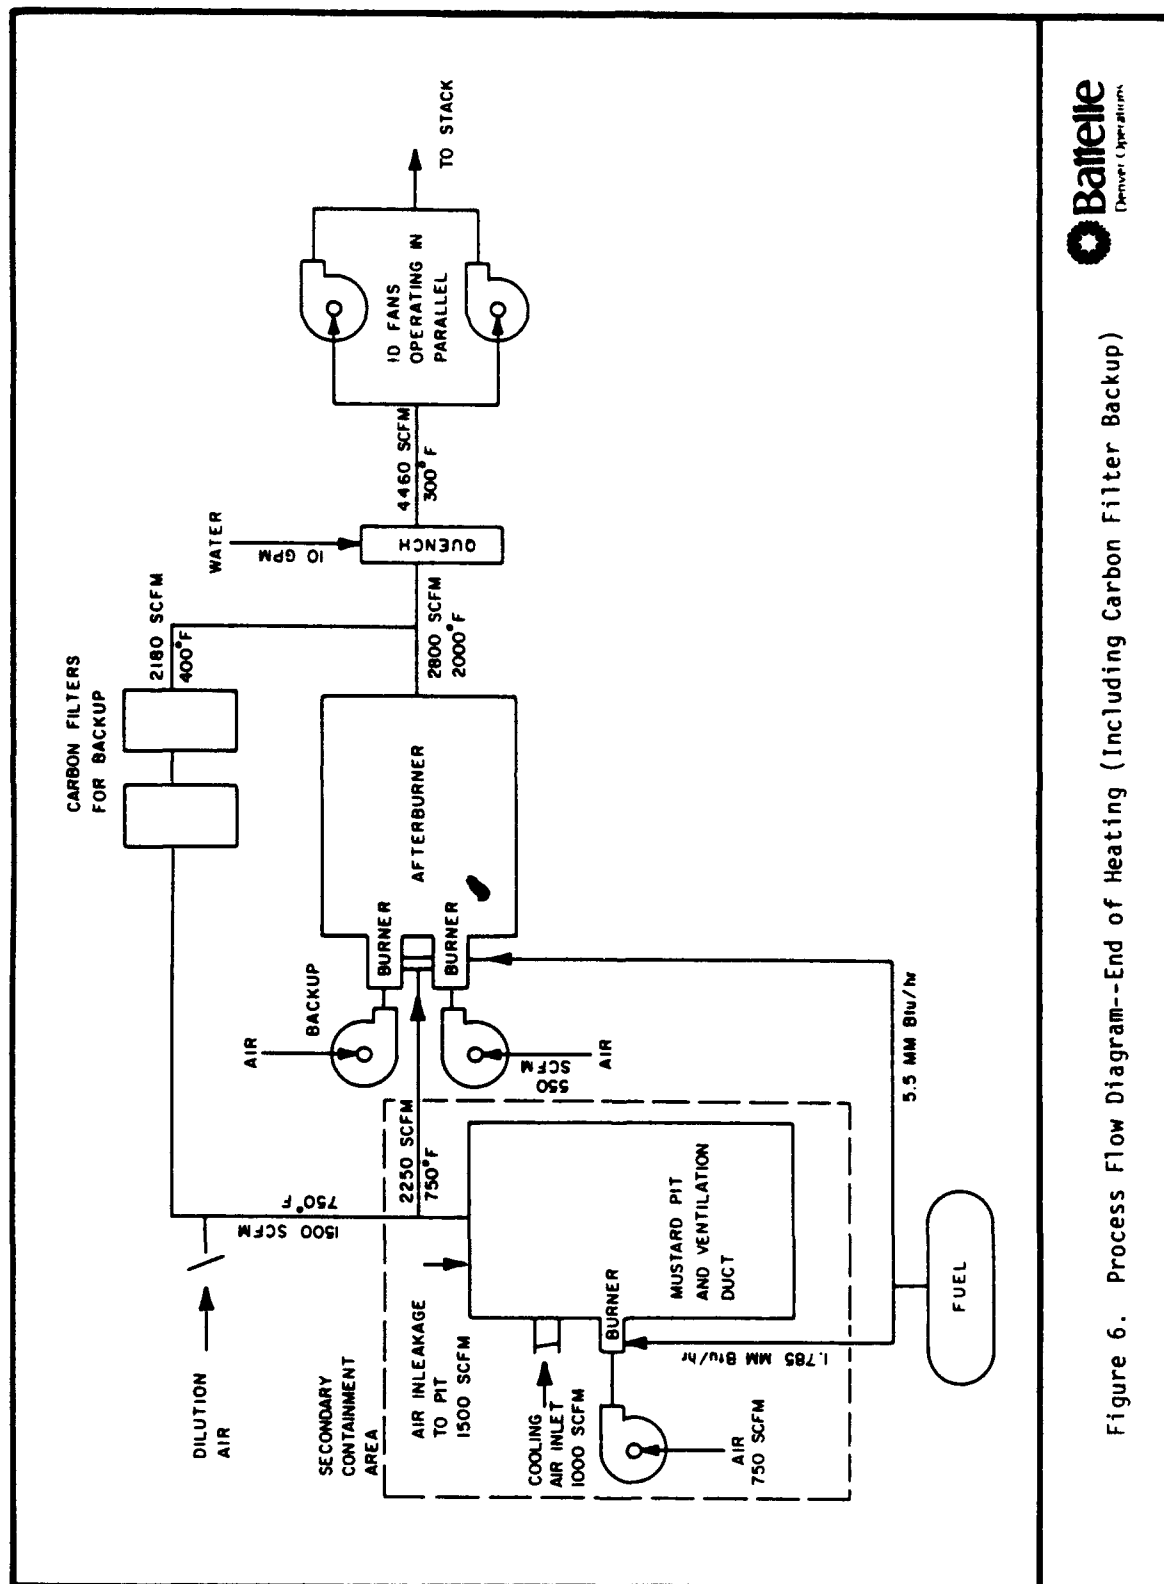 CARBON FILTERS
FOR BACKUP
2180 SCFM
400°F
WATER
10 GPM
QUENCH
4460 SCFM
300°F
ID FANS
OPERATING IN
PARALLEL
TO STACK
2800 SCFM
2000°F
AFTERBURNER
BURNER
BURNER
BACKUP
AIR
AIR
550
SCFM
DILUTION
AIR
1500 SCFM
750°F
2250 SCFM
750°F
SECONDARY
CONTAINMENT
AREA
AIR INLEAKAGE
TO PIT
1500 SCFM
COOLING
AIR INLET
1000 SCFM
BURNER
MUSTARD PIT
AND VENTILATION
DUCT
AIR
750 SCFM
1.785 MM Btu/hr
5.5 MM Btu/hr
FUEL
Figure 6. Process Flow Diagram--End of Heating (Including Carbon Filter Backup)
Battelle
Denver Operations